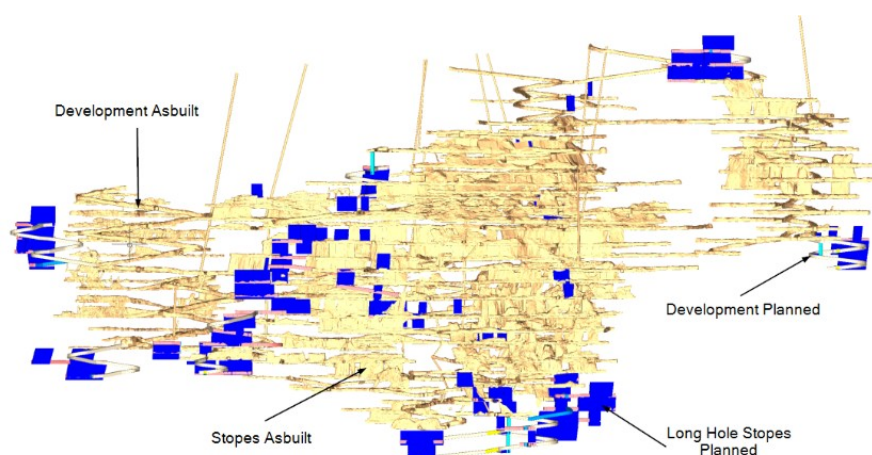 Development Asbuilt
Development Planned
Stopes Asbuilt
Long Hole Stopes
Planned